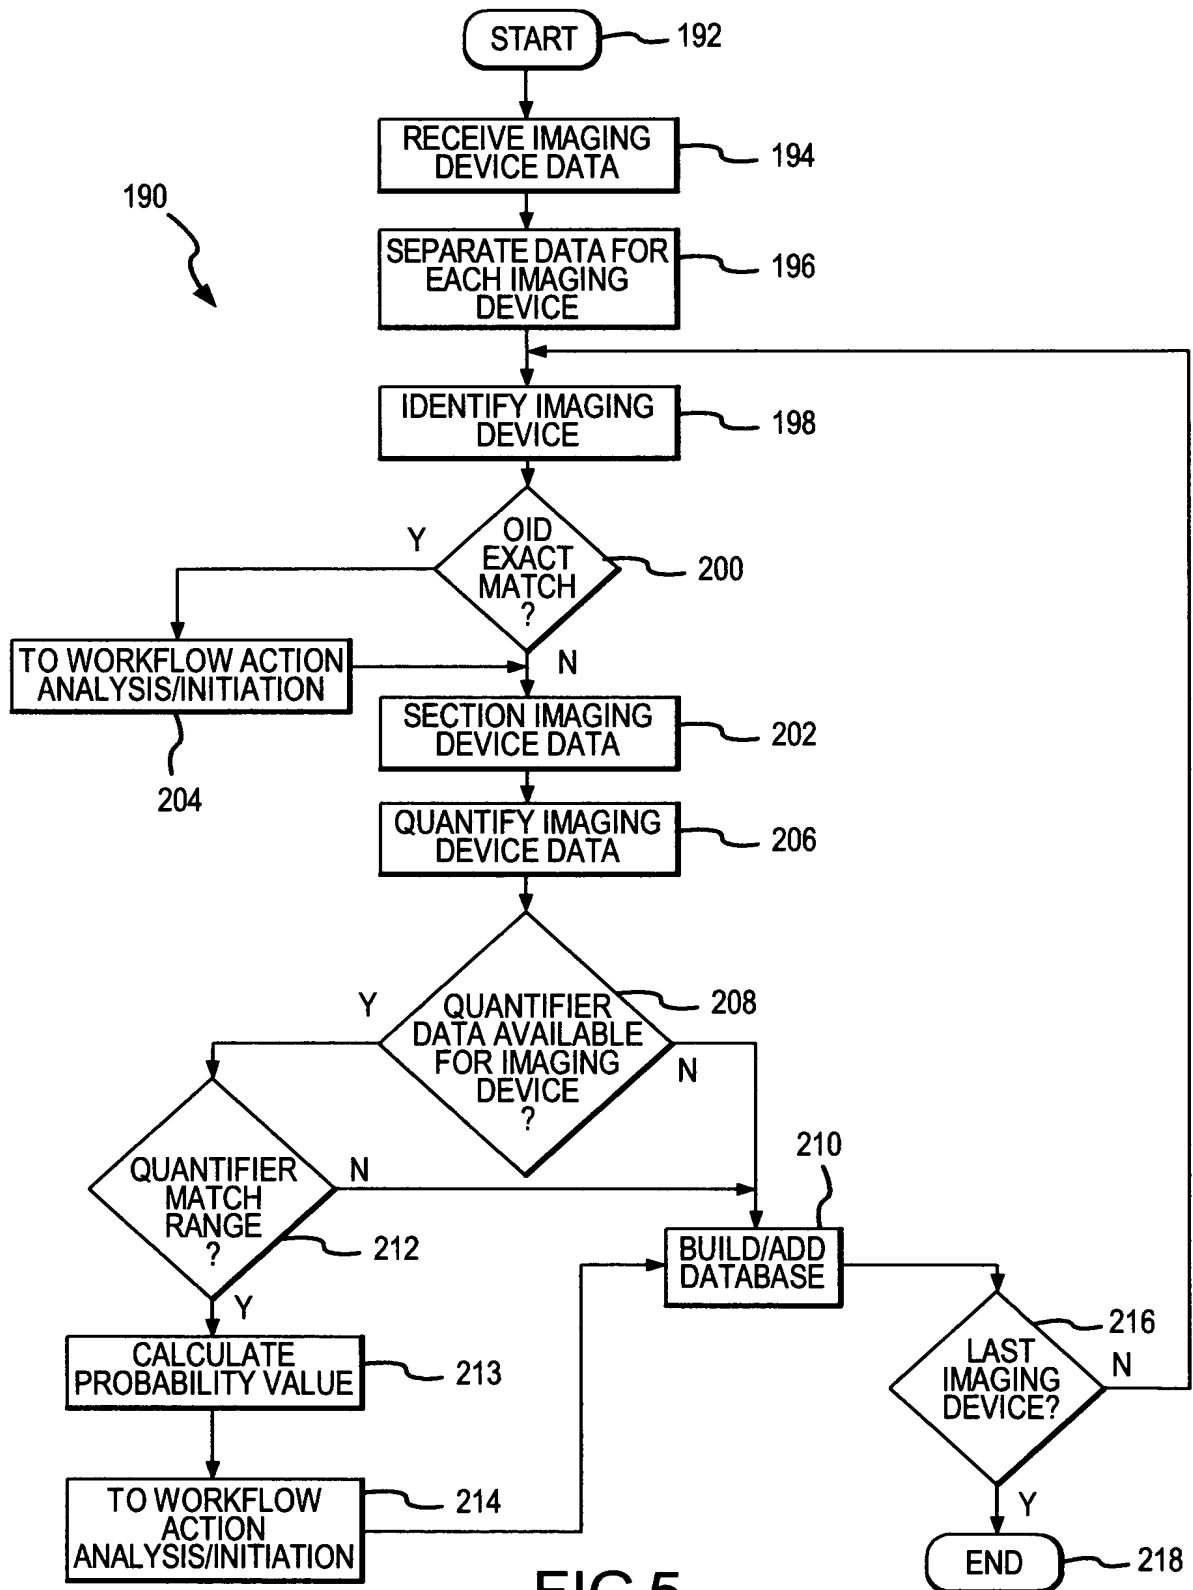 START
192
RECEIVE IMAGING
DEVICE DATA
194
190
SEPARATE DATA FOR
EACH IMAGING
DEVICE
196
IDENTIFY IMAGING
DEVICE
198
Y
OID
EXACT
MATCH
?
200
TO WORKFLOW ACTION
ANALYSIS/INITIATION
N
204
SECTION IMAGING
DEVICE DATA
202
QUANTIFY IMAGING
DEVICE DATA
206
Y
QUANTIFIER
DATA AVAILABLE
FOR IMAGING
DEVICE
?
208
N
QUANTIFIER
MATCH
RANGE
?
N
212
210
BUILD/ADD
DATABASE
Y
CALCULATE
PROBABILITY VALUE
213
216
LAST
IMAGING
DEVICE?
N
TO WORKFLOW
ACTION
ANALYSIS/INITIATION
214
Y
END
218
FIG.5